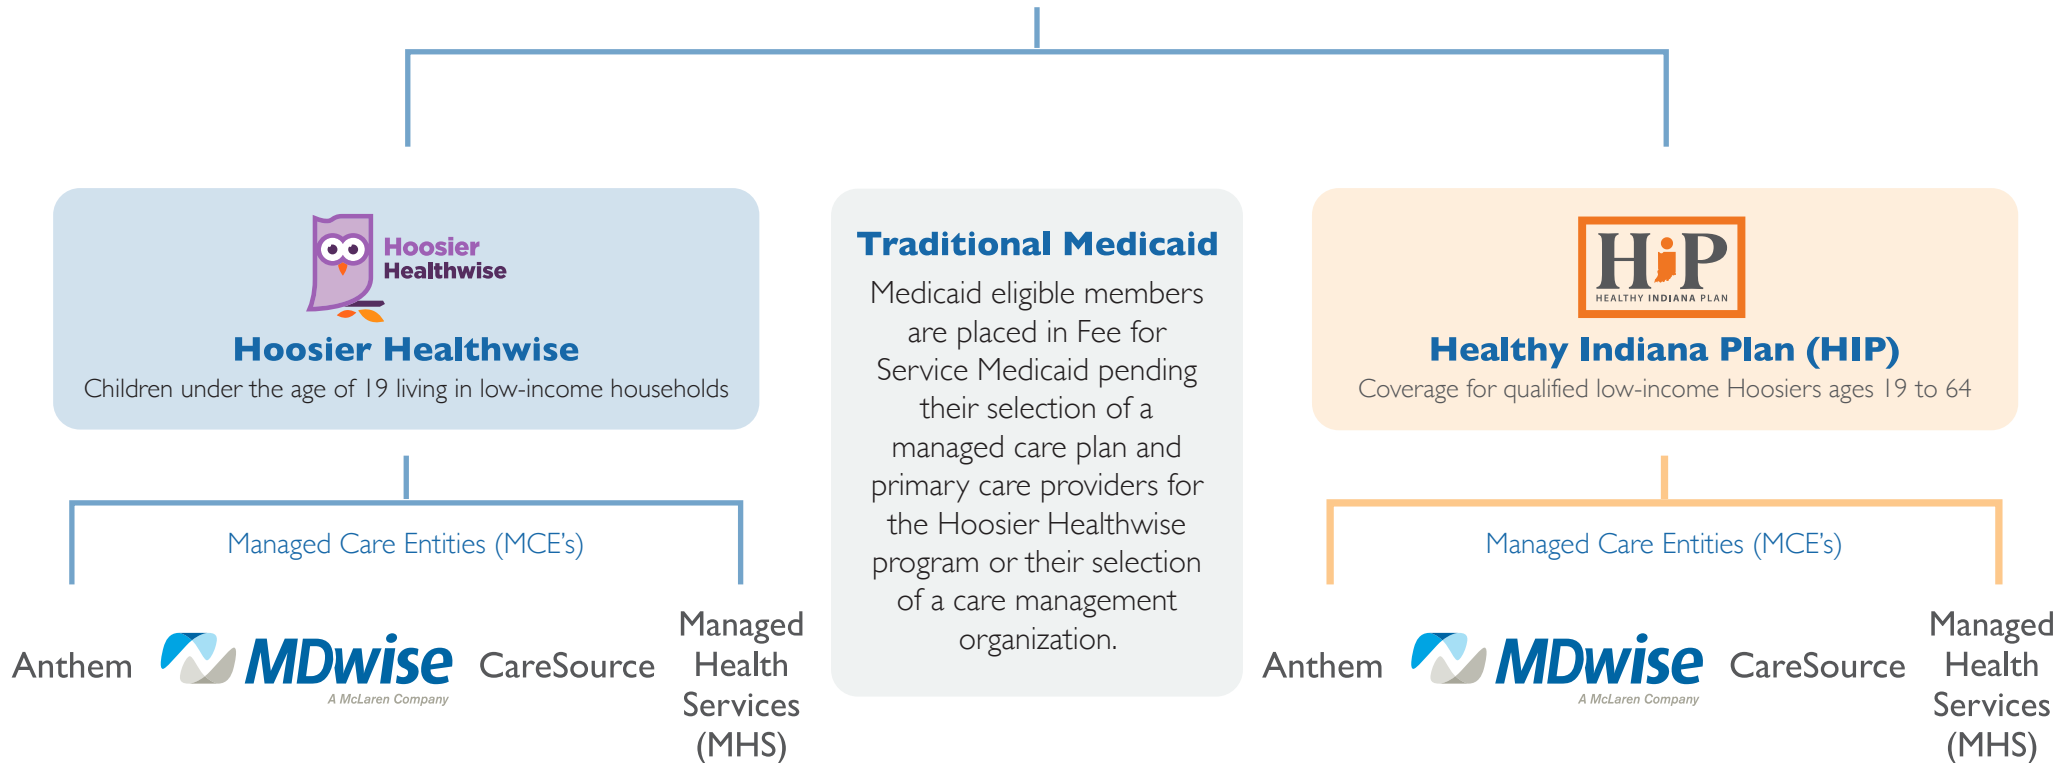 Hoosier
Healthwise
Hoosier Healthwise
Children under the age of 19 living in low-income households
Managed Care Entities (MCE's)
Anthem
MDwise
A McLaren Company
CareSource
Managed
Health
Services
(MHS)
Traditional Medicaid
Medicaid eligible members
are placed in Fee for
Service Medicaid pending
their selection of a
managed care plan and
primary care providers for
the Hoosier Healthwise
program or their selection
of a care management
organization.
HiP
HEALTHY INDIANA PLAN
Healthy Indiana Plan (HIP)
Coverage for qualified low-income Hoosiers ages 19 to 64
Managed Care Entities (MCE's)
Anthem
MDwise
A McLaren Company
CareSource
Managed
Health
Services
(MHS)